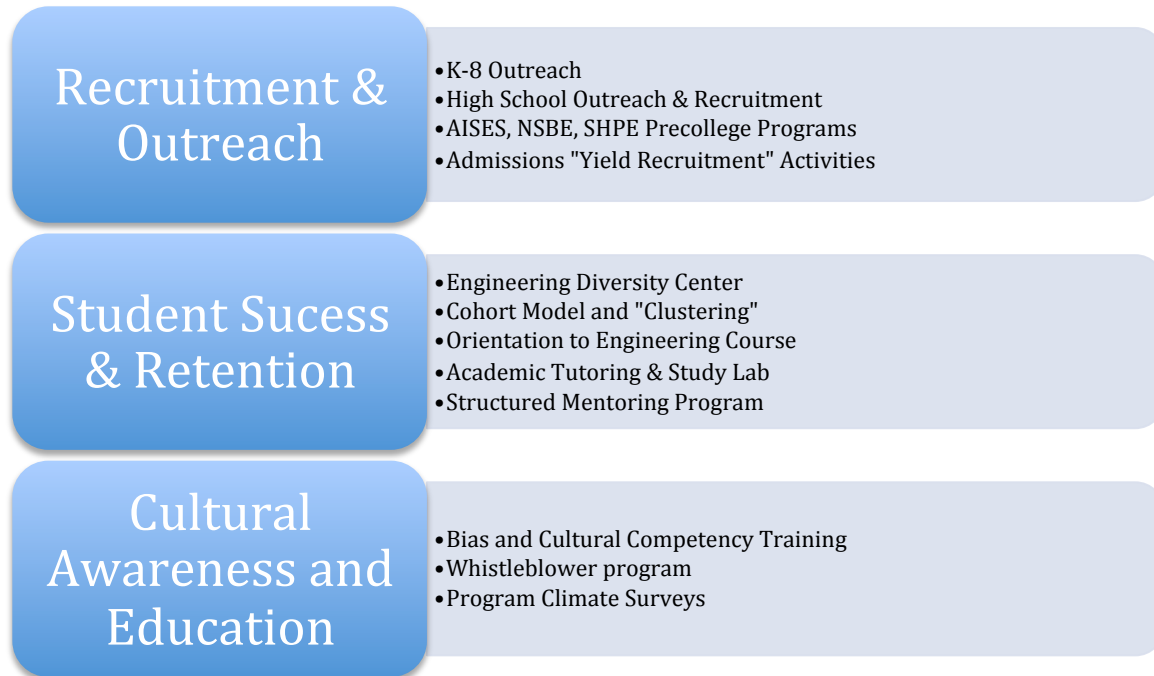 Recruitment &
Outreach
•K-8 Outreach
•High School Outreach & Recruitment
•AISES, NSBE, SHPE Precollege Programs
•Admissions "Yield Recruitment" Activities
Student Sucess
& Retention
•Engineering Diversity Center
•Cohort Model and "Clustering"
•Orientation to Engineering Course
•Academic Tutoring & Study Lab
•Structured Mentoring Program
Cultural
Awareness and
Education
•Bias and Cultural Competency Training
•Whistleblower program
•Program Climate Surveys